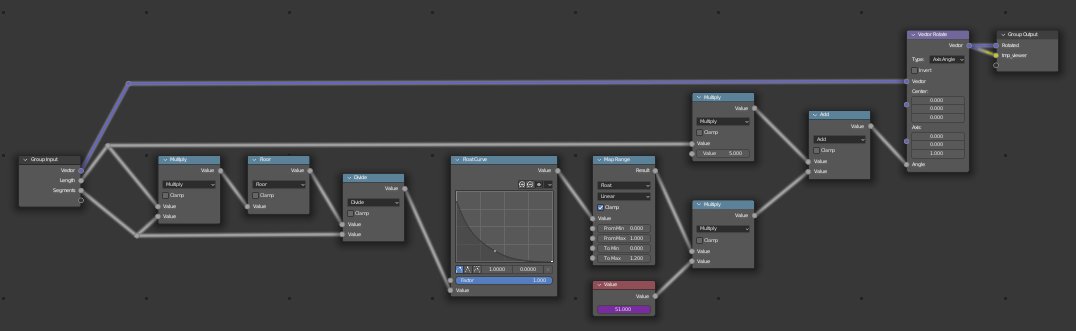 Group Input
Vector
Length
Segments
Multiply
Value
Multiply
Clamp
Value
Value
Floor
Value
Floor
Clamp
Value
Divide
Value
Divide
Clamp
Value
Value
Float Curve
Value
1.0000 0.0000
Factor 1.000
Value
Map Range
Result
Float
Linear
Clamp
Value
From Min 0.000
From Max 1.000
To Min 0.000
To Max 1.200
Value
Value
51.000
Multiply
Value
Multiply
Clamp
Value
Value 5.000
Multiply
Value
Multiply
Clamp
Value
Value
Add
Value
Add
Clamp
Value
Value
Vector Rotate
Vector
Type: Axis Angle
Invert
Vector
Center:
0.000
0.000
0.000
Axis:
0.000
0.000
1.000
Angle
Group Output
Rotated
tmp_viewer